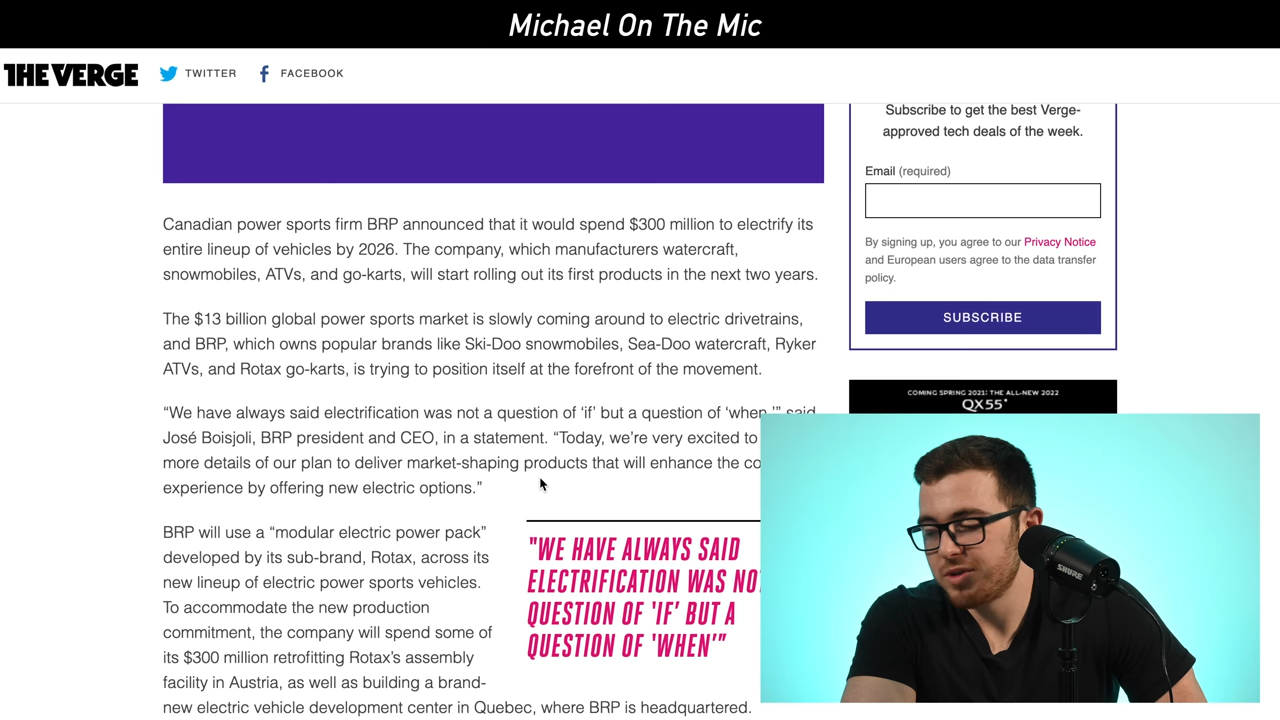 Michael On The Mic
THE VERGE
TWITTER
FACEBOOK
Canadian power sports firm BRP announced that it would spend $300 million to electrify its
entire lineup of vehicles by 2026. The company, which manufacturers watercraft,
snowmobiles, ATVs, and go-karts, will start rolling out its first products in the next two years.
The $13 billion global power sports market is slowly coming around to electric drivetrains,
and BRP, which owns popular brands like Ski-Doo snowmobiles, Sea-Doo watercraft, Ryker
ATVs, and Rotax go-karts, is trying to position itself at the forefront of the movement.
“We have always said electrification was not a question of ‘if’ but a question of ‘when,’” said
José Boisjoli, BRP president and CEO, in a statement. “Today, we’re very excited to
more details of our plan to deliver market-shaping products that will enhance the
experience by offering new electric options.”
BRP will use a “modular electric power pack”
developed by its sub-brand, Rotax, across its
new lineup of electric power sports vehicles.
To accommodate the new production
commitment, the company will spend some of
its $300 million retrofitting Rotax’s assembly
facility in Austria, as well as building a brand-
new electric vehicle development center in Quebec, where BRP is headquartered.
"WE HAVE ALWAYS SAID
ELECTRIFICATION WAS
QUESTION OF ‘IF’ BUT A
QUESTION OF ‘WHEN’”
Subscribe to get the best Verge-
approved tech deals of the week.
Email (required)
By signing up, you agree to our Privacy Notice
and European users agree to the data transfer
policy.
SUBSCRIBE
COMING SPRING 2021: THE ALL-NEW 2022
QX55
SHURE